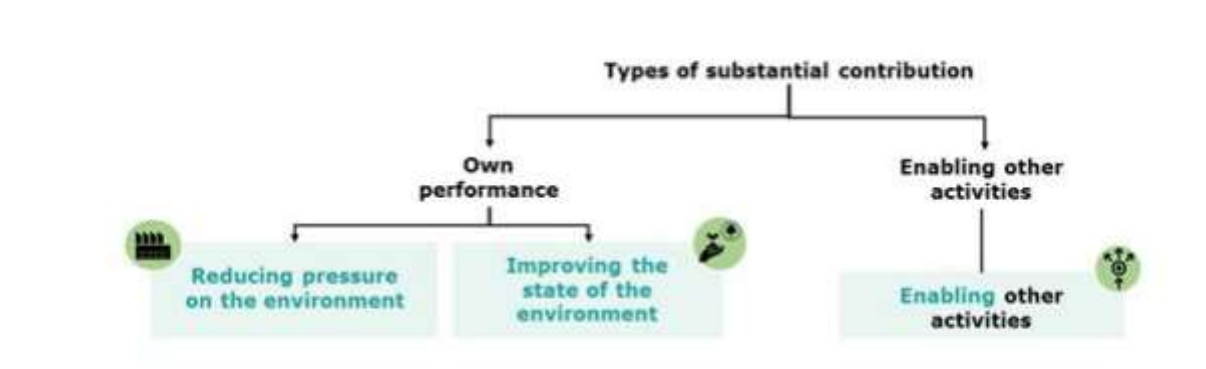 Types of substantial contribution
Own
performance
Enabling other
activities
Reducing pressure
on the environment
Improving the
state of the
environment
Enabling other
activities